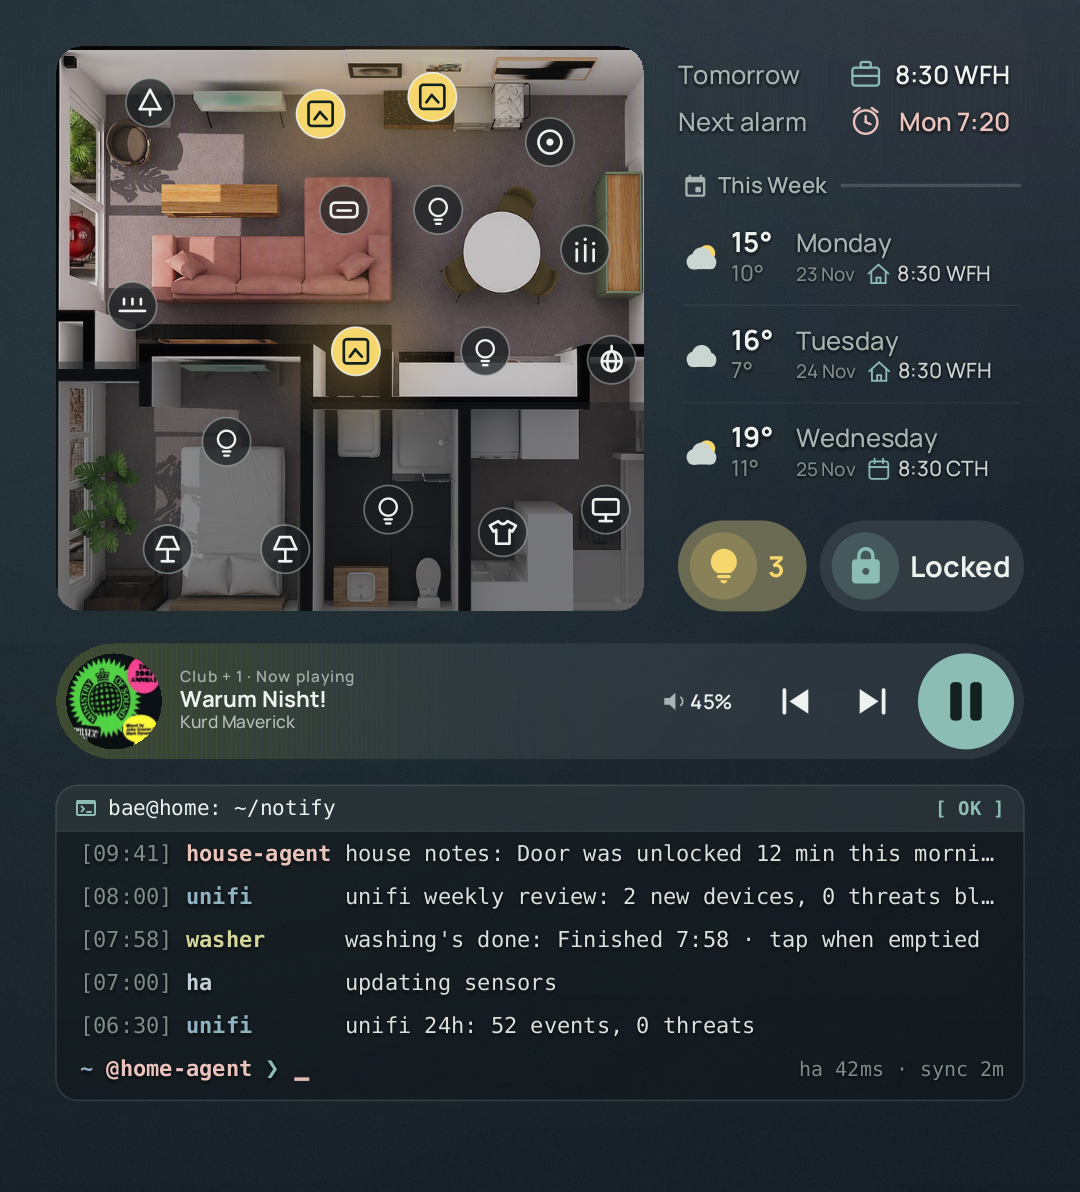 Tomorrow 8:30 WFH
Next alarm Mon 7:20
This Week
15° Monday
10° 23 Nov 8:30 WFH
16° Tuesday
7° 24 Nov 8:30 WFH
19° Wednesday
11° 25 Nov 8:30 CTH
3 Locked
MINISTRY OF SOUND
Club + 1 · Now playing
Warum Nisht!
Kurd Maverick
45%
bae@home: ~/notify [ OK ]
[09:41] house-agent house notes: Door was unlocked 12 min this morni…
[08:00] unifi unifi weekly review: 2 new devices, 0 threats bl…
[07:58] washer washing's done: Finished 7:58 · tap when emptied
[07:00] ha updating sensors
[06:30] unifi unifi 24h: 52 events, 0 threats
~ @home-agent ❯ _ ha 42ms · sync 2m